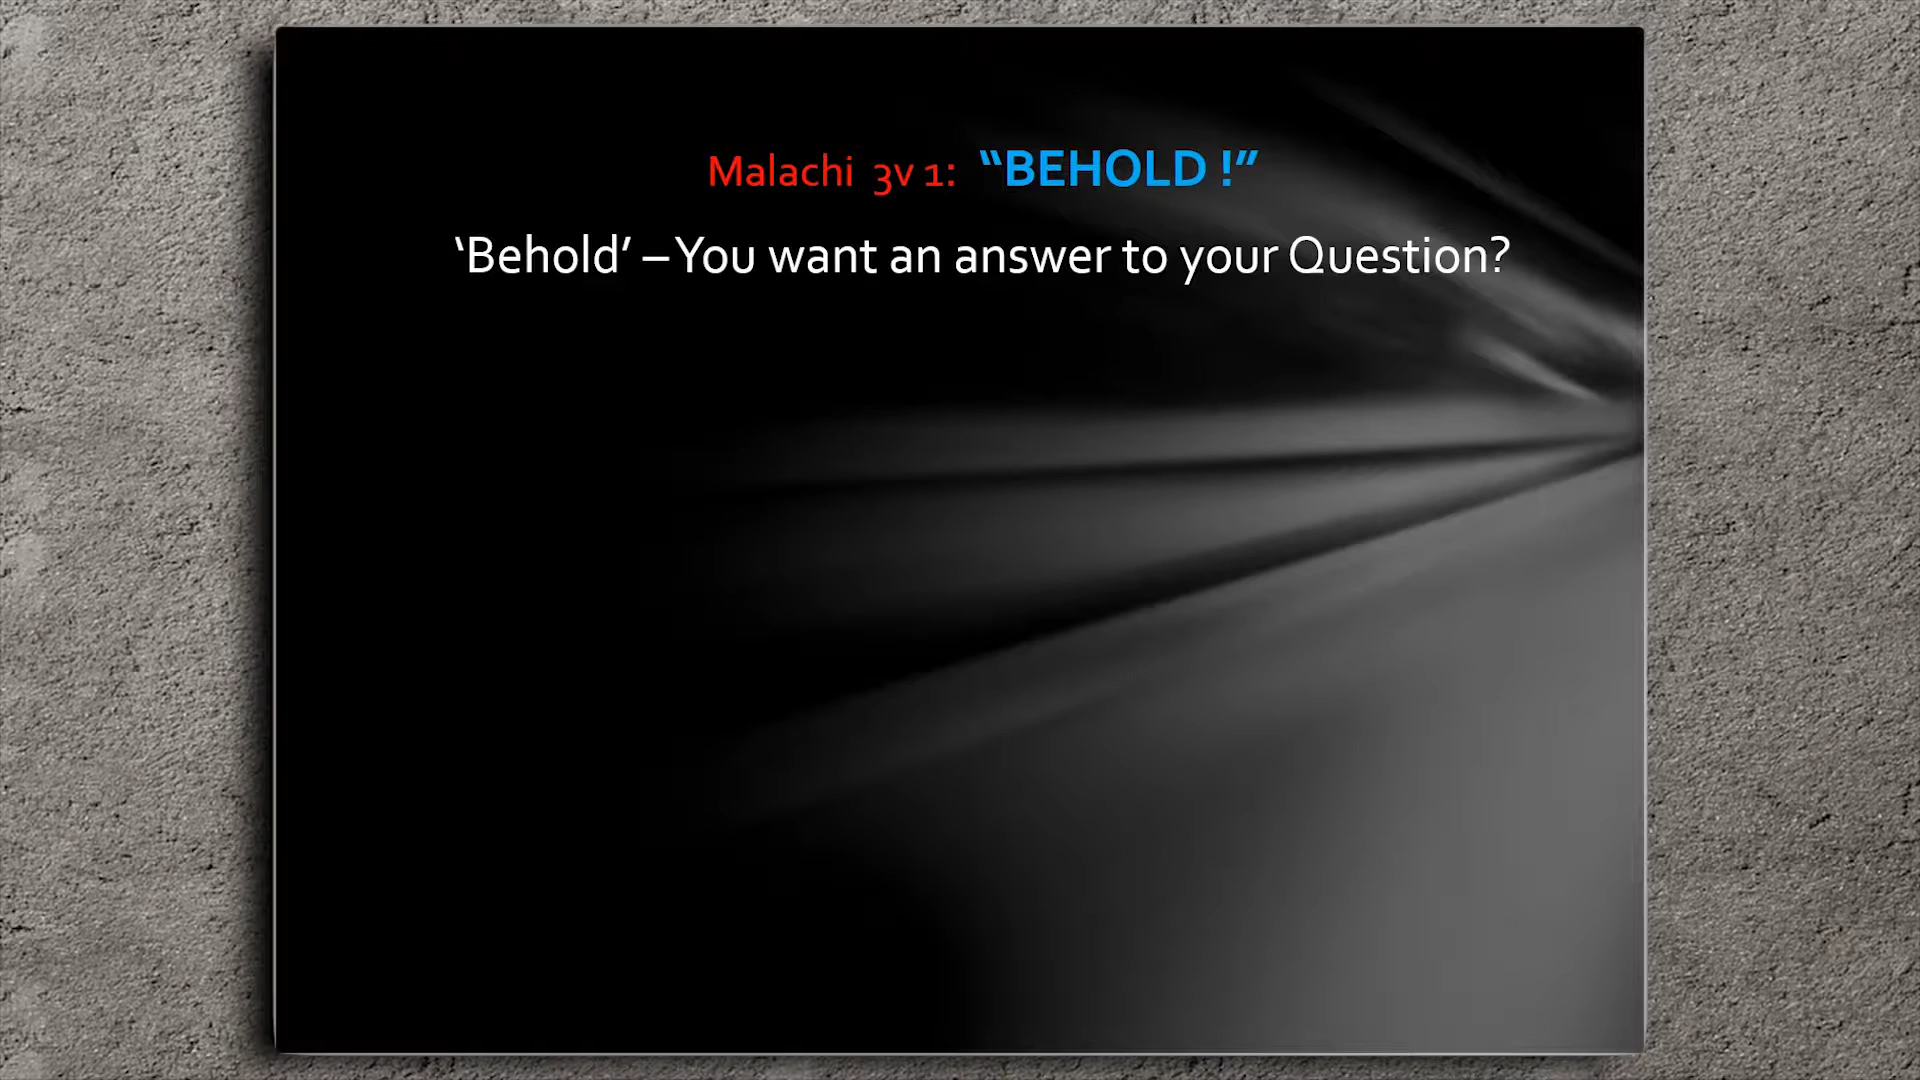 Malachi 3v 1: “BEHOLD !”
‘Behold’ – You want an answer to your Question?